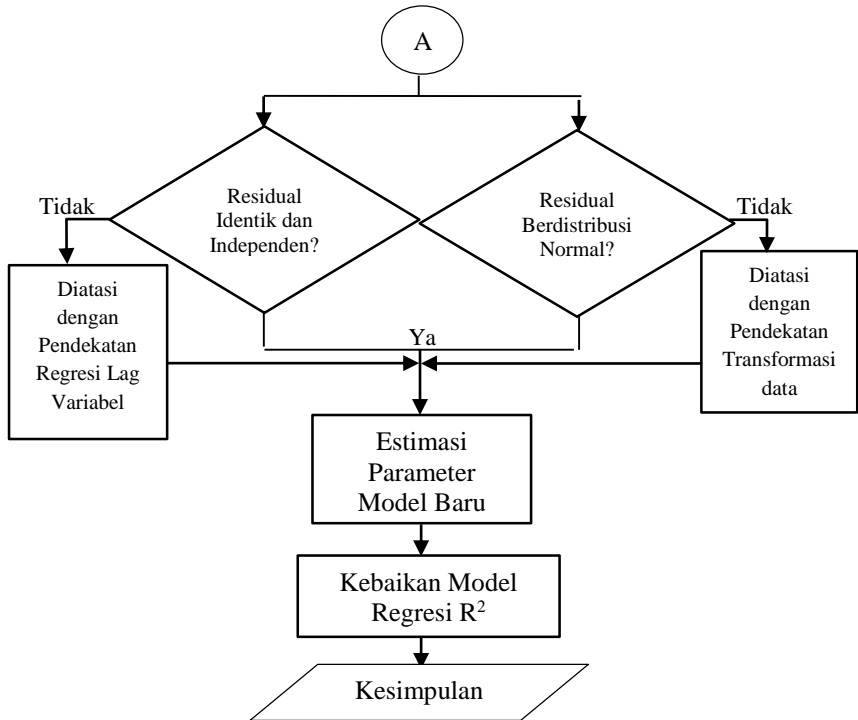 A
Residual
Identik dan
Independen?
Residual
Berdistribusi
Normal?
Tidak
Tidak
Diatasi
dengan
Pendekatan
Regresi Lag
Variabel
Diatasi
dengan
Pendekatan
Transformasi
data
Ya
Estimasi
Parameter
Model Baru
Kebaikan Model
Regresi R²
Kesimpulan